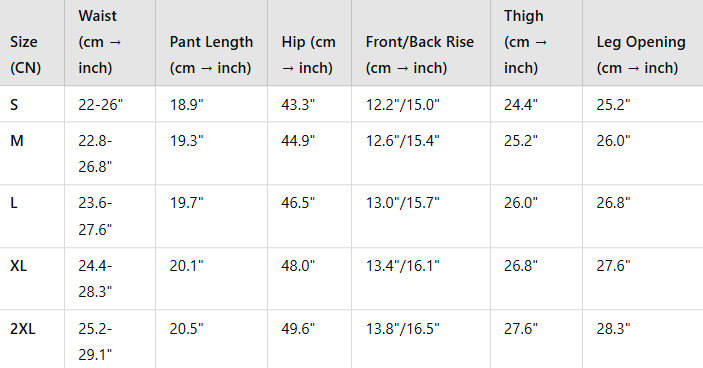 Size (CN) | Waist (cm → inch) | Pant Length (cm → inch) | Hip (cm → inch) | Front/Back Rise (cm → inch) | Thigh (cm → inch) | Leg Opening (cm → inch)
S | 22-26" | 18.9" | 43.3" | 12.2"/15.0" | 24.4" | 25.2"
M | 22.8-26.8" | 19.3" | 44.9" | 12.6"/15.4" | 25.2" | 26.0"
L | 23.6-27.6" | 19.7" | 46.5" | 13.0"/15.7" | 26.0" | 26.8"
XL | 24.4-28.3" | 20.1" | 48.0" | 13.4"/16.1" | 26.8" | 27.6"
2XL | 25.2-29.1" | 20.5" | 49.6" | 13.8"/16.5" | 27.6" | 28.3"